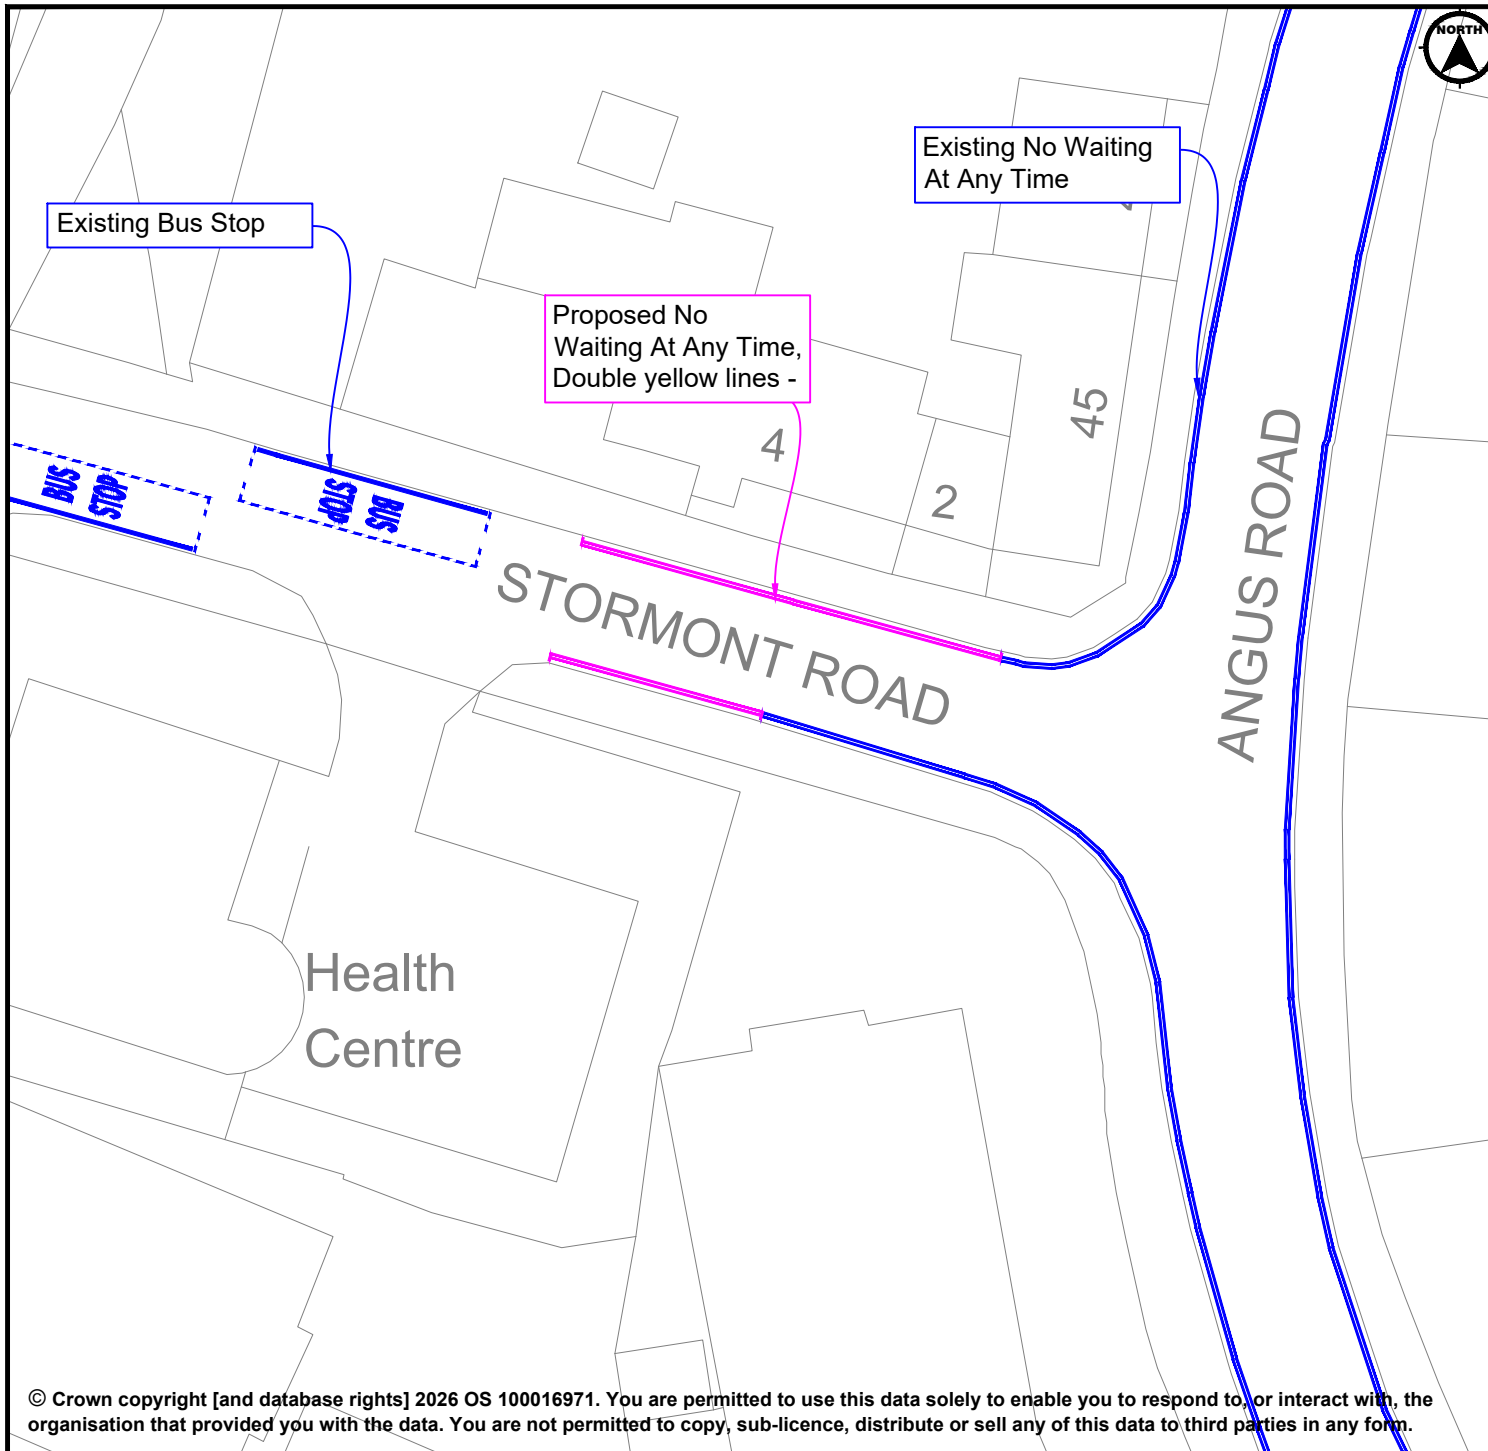 NORTH
Existing No Waiting
At Any Time
Existing Bus Stop
Proposed No
Waiting At Any Time,
Double yellow lines -
45
4
2
BUS
STOP
BUS
STOP
STORMONT ROAD
ANGUS ROAD
Health
Centre
© Crown copyright [and database rights] 2026 OS 100016971. You are permitted to use this data solely to enable you to respond to, or interact with, the
organisation that provided you with the data. You are not permitted to copy, sub-licence, distribute or sell any of this data to third parties in any form.